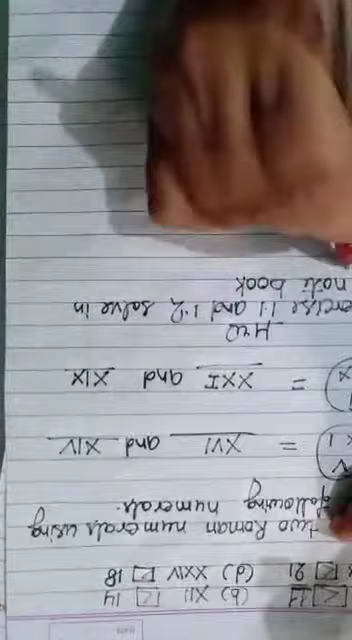 < 17 (b) XII < 14
< 21 (d) XXIV < 18
two Roman numerals using
following numerals.
= XVI and XIV
= XXI and XIX
H.W
ercise 1.1 and 1.2, solve in
note book